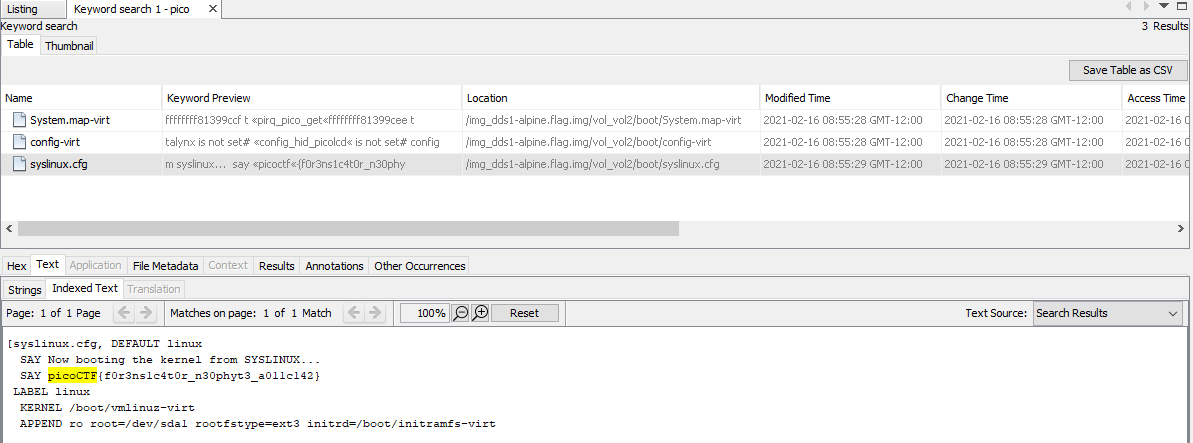 Listing Keyword search 1 - pico
Keyword search 3 Results
Table Thumbnail
Save Table as CSV
Name Keyword Preview Location Modified Time Change Time Access Time
System.map-virt ffffffff81399ccf t «pirq_pico_get«ffffffff81399cee t /img_dds1-alpine.flag.img/vol_vol2/boot/System.map-virt 2021-02-16 08:55:28 GMT-12:00 2021-02-16 08:55:28 GMT-12:00 2021-02-16 08:55:28 G
config-virt talynx is not set# «config_hid_picolcd« is not set# config /img_dds1-alpine.flag.img/vol_vol2/boot/config-virt 2021-02-16 08:55:28 GMT-12:00 2021-02-16 08:55:28 GMT-12:00 2021-02-16 08:55:28 G
syslinux.cfg m syslinux... say «picoctf«{f0r3ns1c4t0r_n30phy /img_dds1-alpine.flag.img/vol_vol2/boot/syslinux.cfg 2021-02-16 08:55:29 GMT-12:00 2021-02-16 08:55:29 GMT-12:00 2021-02-16 08:55:29 G
Hex Text Application File Metadata Context Results Annotations Other Occurrences
Strings Indexed Text Translation
Page: 1 of 1 Page Matches on page: 1 of 1 Match 100% Reset Text Source: Search Results
[syslinux.cfg, DEFAULT linux
SAY Now booting the kernel from SYSLINUX...
SAY picoCTF{f0r3ns1c4t0r_n30phyt3_a011c142}
LABEL linux
KERNEL /boot/vmlinuz-virt
APPEND ro root=/dev/sda1 rootfstype=ext3 initrd=/boot/initramfs-virt